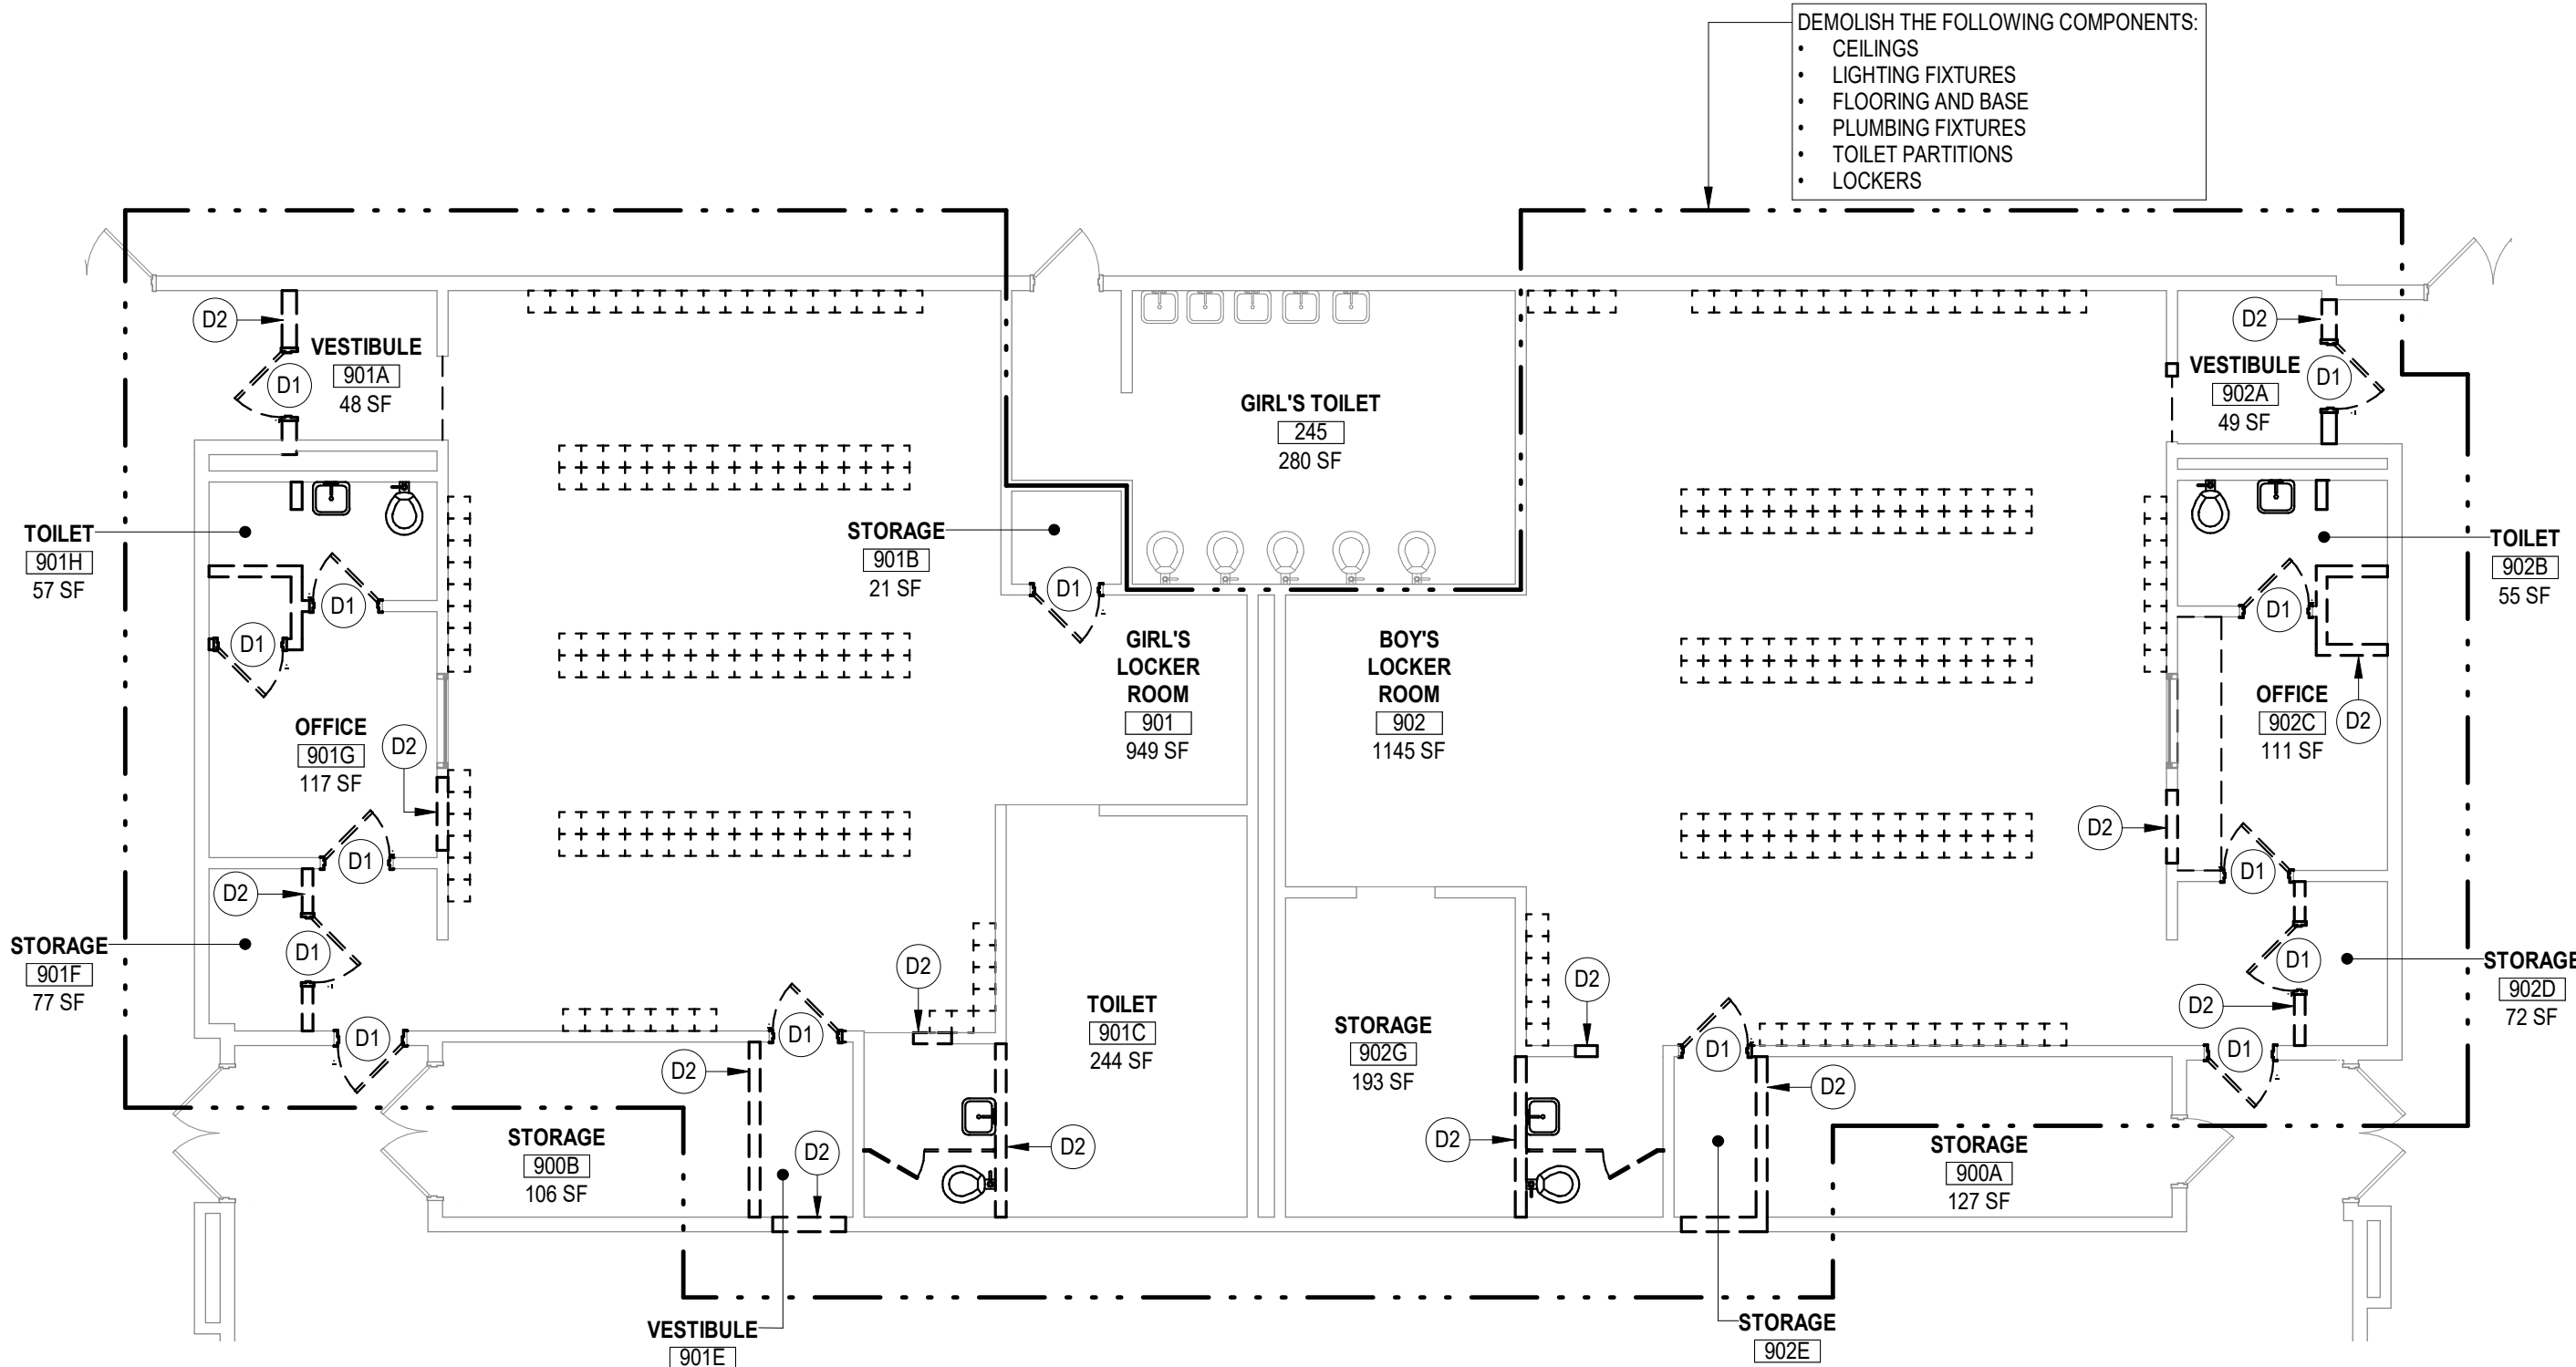 DEMOLISH THE FOLLOWING COMPONENTS:
• CEILINGS
• LIGHTING FIXTURES
• FLOORING AND BASE
• PLUMBING FIXTURES
• TOILET PARTITIONS
• LOCKERS
D2
VESTIBULE
901A
48 SF
D1
GIRL'S TOILET
245
280 SF
D2
VESTIBULE
902A
49 SF
D1
TOILET
901H
57 SF
D1
D1
STORAGE
901B
21 SF
D1
TOILET
902B
55 SF
D1
OFFICE
901G
117 SF
D2
GIRL'S
LOCKER
ROOM
901
949 SF
BOY'S
LOCKER
ROOM
902
1145 SF
OFFICE
902C
111 SF
D2
D2
D1
D1
D2
STORAGE
901F
77 SF
D1
D1
D2
D1
D2
TOILET
901C
244 SF
STORAGE
902G
193 SF
D2
D1
D1
STORAGE
902D
72 SF
D2
D1
D2
STORAGE
900B
106 SF
D2
D2
D2
STORAGE
900A
127 SF
VESTIBULE
901E
STORAGE
902E